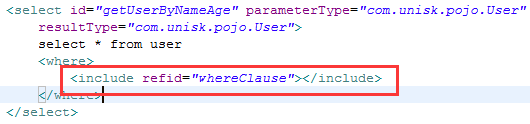 <select id="getUserByNameAge" parameterType="com.unisk.pojo.User"
resultType="com.unisk.pojo.User">
select * from user
<where>
<include refid="whereClause"></include>
</where>
</select>